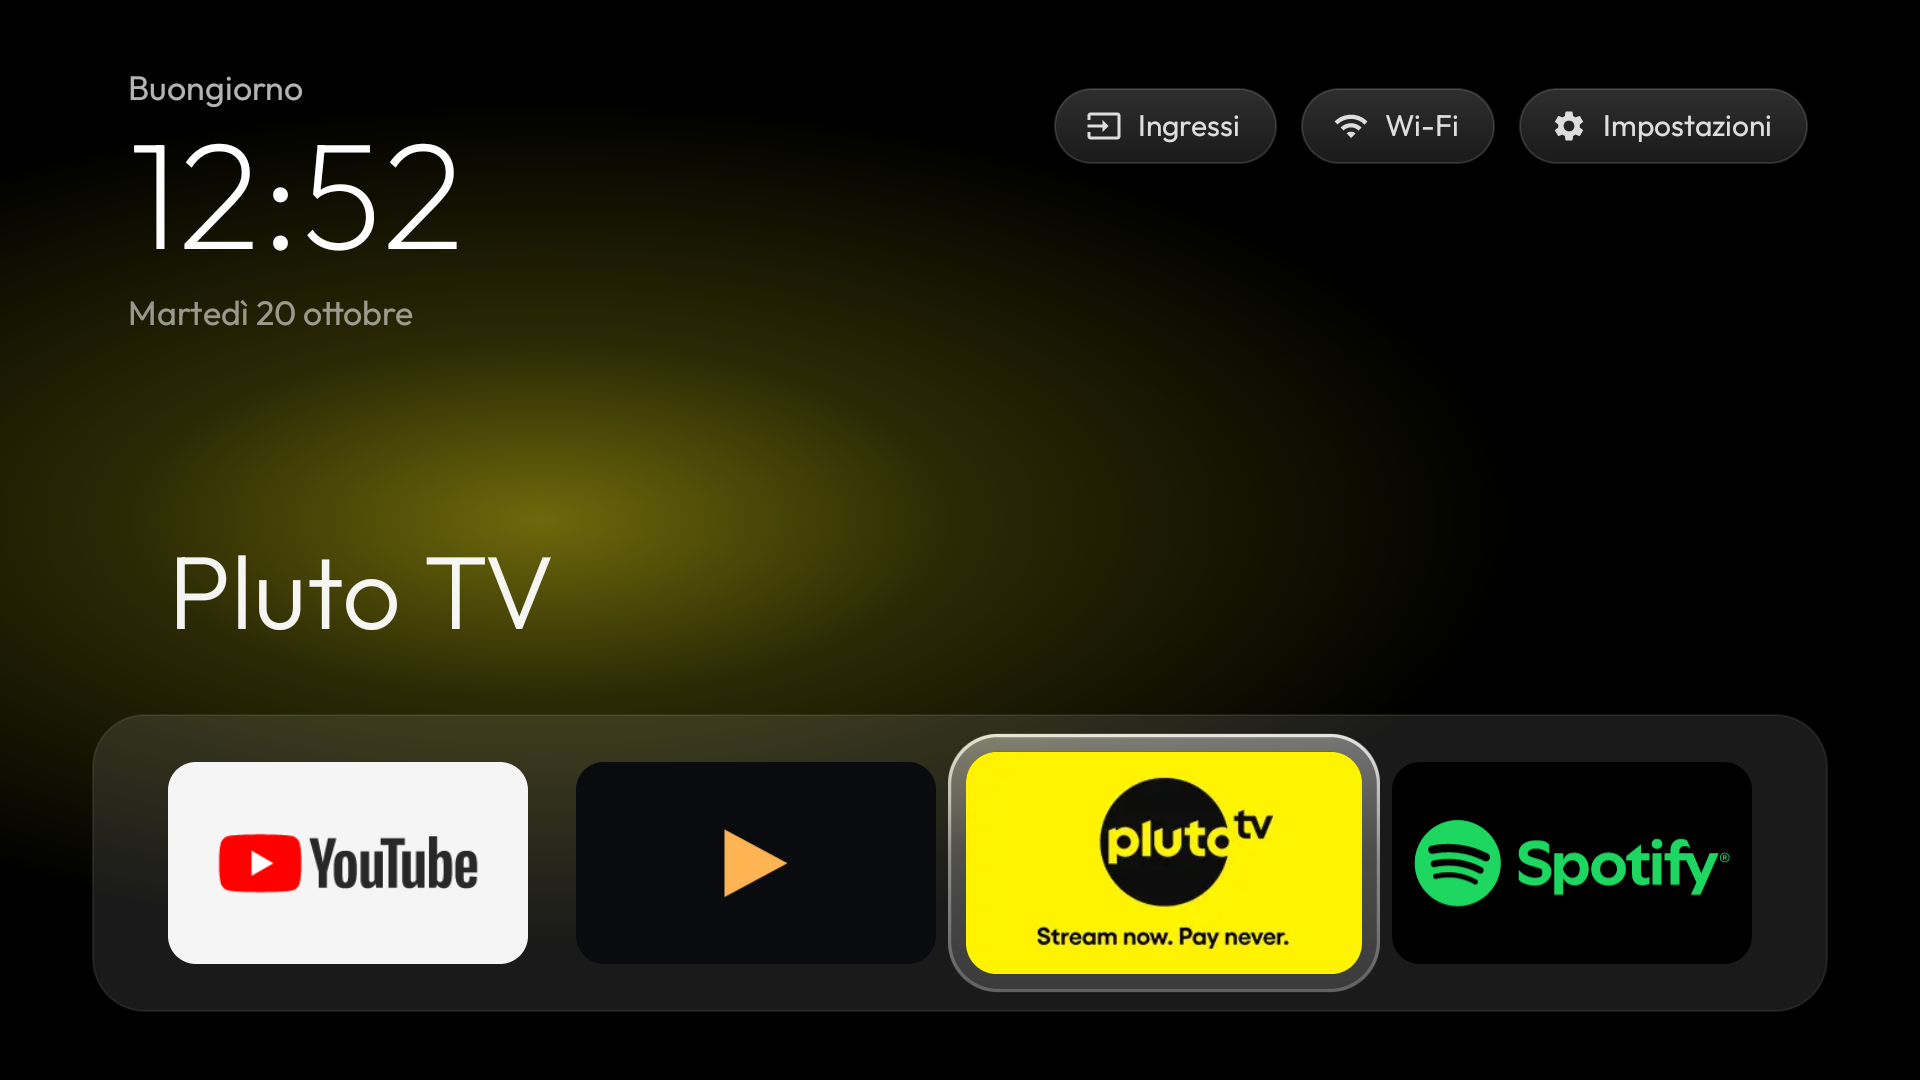 Buongiorno
12:52
Martedì 20 ottobre
Ingressi
Wi-Fi
Impostazioni
Pluto TV
YouTube
pluto tv
Stream now. Pay never.
Spotify®